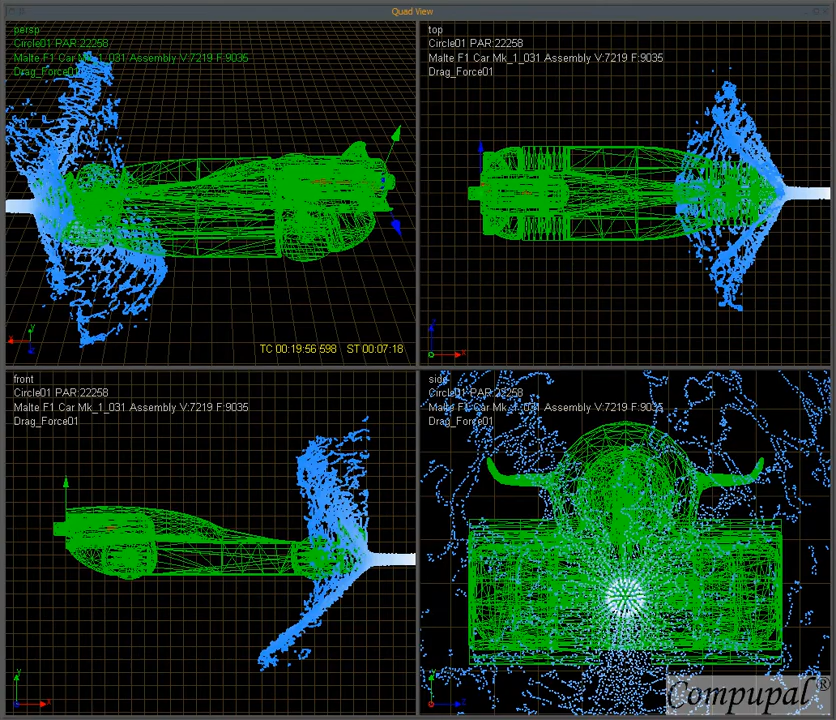 Quad View
persp
Circle01 PAR:22258
Malte F1 Car Mk_1_031 Assembly V:7219 F:9035
Drag_Force01
TC 00:19:56 598 ST 00:07:18
top
Circle01 PAR:22258
Malte F1 Car Mk_1_031 Assembly V:7219 F:9035
Drag_Force01
front
Circle01 PAR:22258
Malte F1 Car Mk_1_031 Assembly V:7219 F:9035
Drag_Force01
side
Circle01 PAR:22258
Malte F1 Car Mk_1_031 Assembly V:7219 F:9035
Drag_Force01
Compupal ®